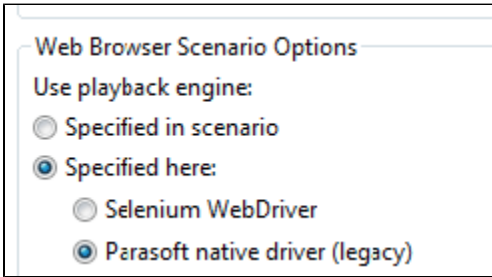 Web Browser Scenario Options
Use playback engine:
Specified in scenario
Specified here:
Selenium WebDriver
Parasoft native driver (legacy)